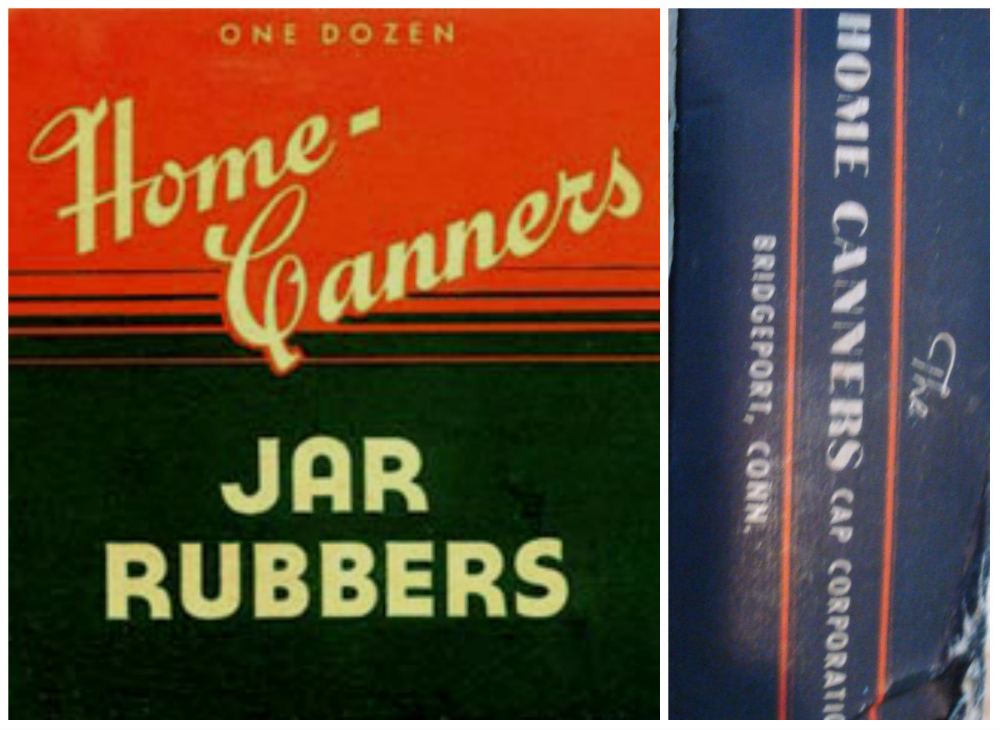 ONE DOZEN
Home-
Canners
JAR
RUBBERS
The
HOME CANNERS CAP CORPORATIO
BRIDGEPORT, CONN.